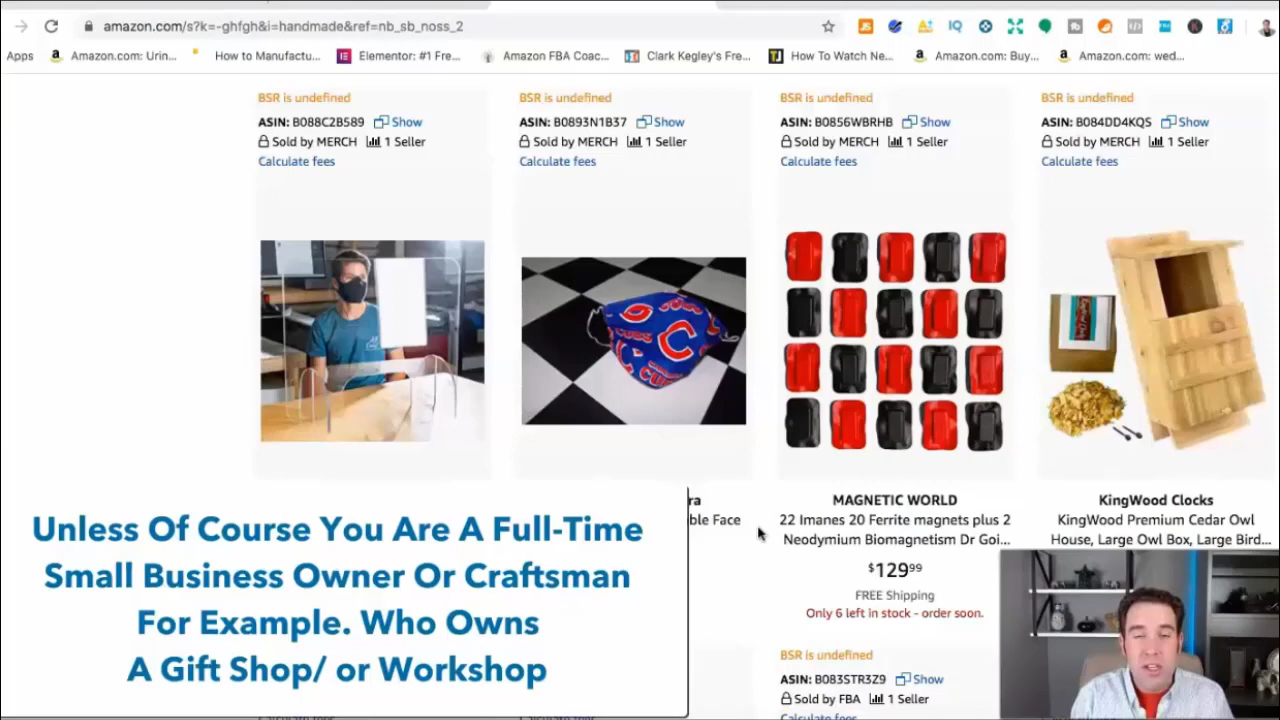 amazon.com/s?k=-ghfgh&i=handmade&ref=nb_sb_noss_2
Apps
Amazon.com: Urin...
How to Manufactu...
Elementor: #1 Fre...
Amazon FBA Coac...
Clark Kegley's Fre...
How To Watch Ne...
Amazon.com: Buy...
Amazon.com: wed...
BSR is undefined
ASIN: B088C2B589 Show
Sold by MERCH 1 Seller
Calculate fees
BSR is undefined
ASIN: B0893N1B37 Show
Sold by MERCH 1 Seller
Calculate fees
BSR is undefined
ASIN: B0856WBRHB Show
Sold by MERCH 1 Seller
Calculate fees
BSR is undefined
ASIN: B084DD4KQS Show
Sold by MERCH 1 Seller
Calculate fees
CUBS
C
ra
ble Face
MAGNETIC WORLD
22 Imanes 20 Ferrite magnets plus 2
Neodymium Biomagnetism Dr Goi...
$129.99
FREE Shipping
Only 6 left in stock - order soon.
KingWood Clocks
KingWood Premium Cedar Owl
House, Large Owl Box, Large Bird...
BSR is undefined
ASIN: B083STR3Z9 Show
Sold by FBA 1 Seller
Calculate fees
Unless Of Course You Are A Full-Time
Small Business Owner Or Craftsman
For Example. Who Owns
A Gift Shop/ or Workshop